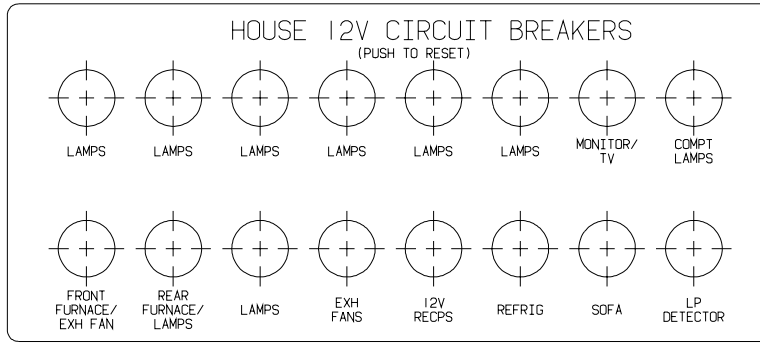 HOUSE 12V CIRCUIT BREAKERS
(PUSH TO RESET)
LAMPS LAMPS LAMPS LAMPS LAMPS LAMPS MONITOR/ TV COMPT LAMPS
FRONT FURNACE/ EXH FAN REAR FURNACE/ LAMPS LAMPS EXH FANS 12V RECPS REFRIG SOFA LP DETECTOR